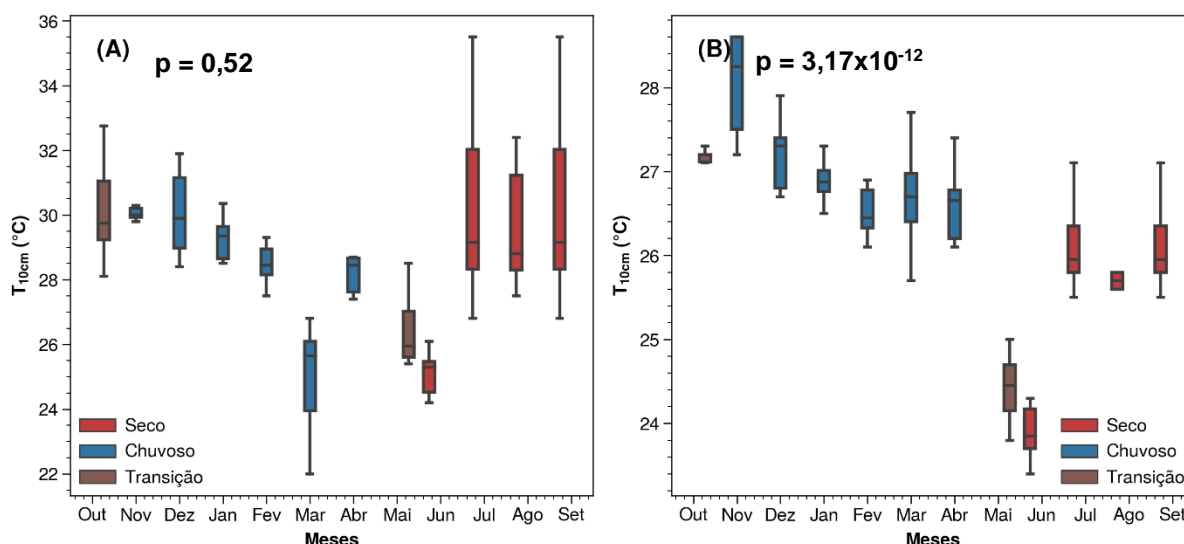 (A)
p = 0,52
36
34
32
30
28
26
24
22
T10cm (°C)
Seco
Chuvoso
Transição
Out Nov Dez Jan Fev Mar Abr Mai Jun Jul Ago Set
Meses
(B)
p = 3,17x10-12
28
27
26
25
24
T10cm (°C)
Seco
Chuvoso
Transição
Out Nov Dez Jan Fev Mar Abr Mai Jun Jul Ago Set
Meses